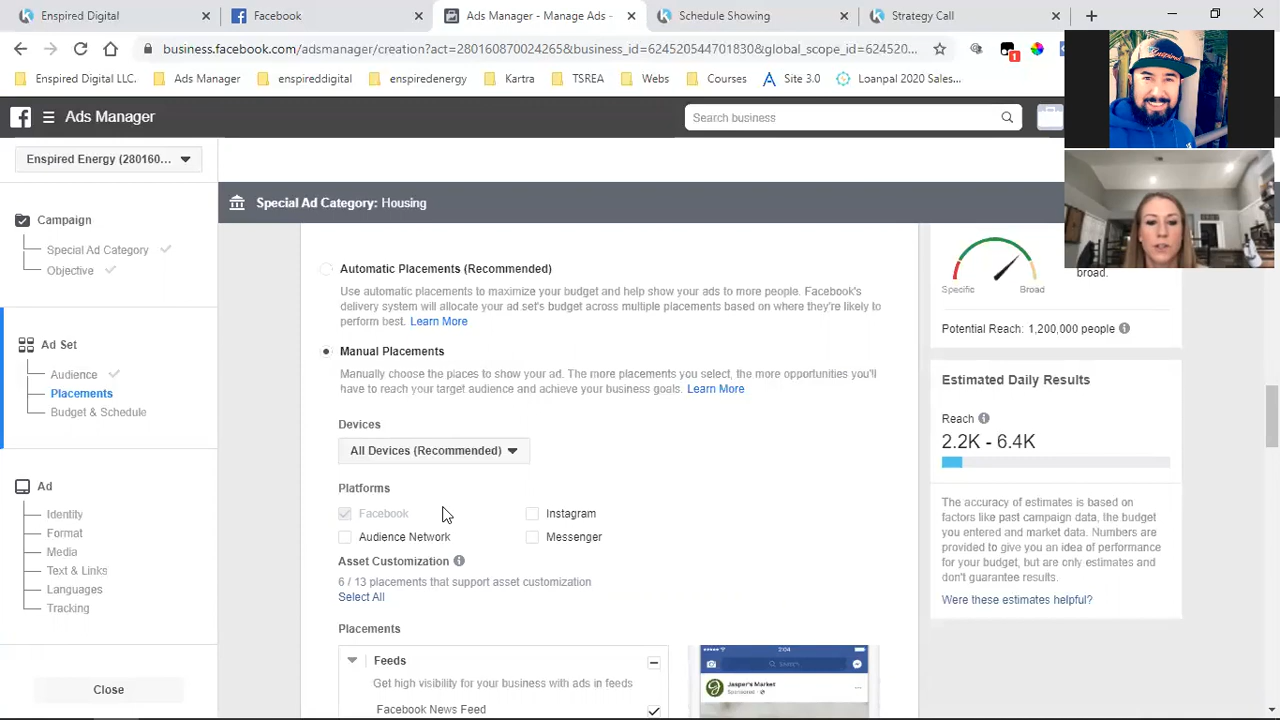 Enspired Digital
Facebook
Ads Manager - Manage Ads -
Schedule Showing
Strategy Call
business.facebook.com/adsmanager/creation?act=280160870024265&business_id=624520544701830&global_scope_id=62452...
1
Enspired Digital LLC.
Ads Manager
enspireddigital
Kartra
TSREA
Webs
Courses
Site 3.0
Longal 2020 Sales...
Ads Manager
Search business
Enspired Energy (280160...
Special Ad Category: Housing
Campaign
Special Ad Category
Objective
Ad Set
Audience
Placements
Budget & Schedule
Ad
Identity
Format
Media
Text & Links
Languages
Tracking
Close
Automatic Placements (Recommended)
Use automatic placements to maximize your budget and help show your ads to more people. Facebook's
delivery system will allocate your ad set's budget across multiple placements based on where they're likely to
perform best. Learn More
Manual Placements
Manually choose the places to show your ad. The more placements you select, the more opportunities you'll
have to reach your target audience and achieve your business goals. Learn More
Devices
All Devices (Recommended)
Platforms
Facebook
Instagram
Audience Network
Messenger
Asset Customization
6 / 13 placements that support asset customization
Select All
Placements
Feeds
Get high visibility for your business with ads in feeds
Facebook News Feed
2:04
Search
Jasper's Market
Sponsored
Specific
Broad
broad.
Potential Reach: 1,200,000 people
Estimated Daily Results
Reach
2.2K - 6.4K
The accuracy of estimates is based on
factors like past campaign data, the budget
you entered and market data. Numbers are
provided to give you an idea of performance
for your budget, but are only estimates and
don't guarantee results.
Were these estimates helpful?